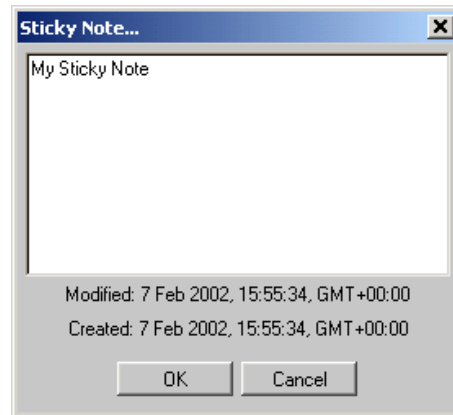 Sticky Note...
My Sticky Note
Modified: 7 Feb 2002, 15:55:34, GMT+00:00
Created: 7 Feb 2002, 15:55:34, GMT+00:00
OK Cancel